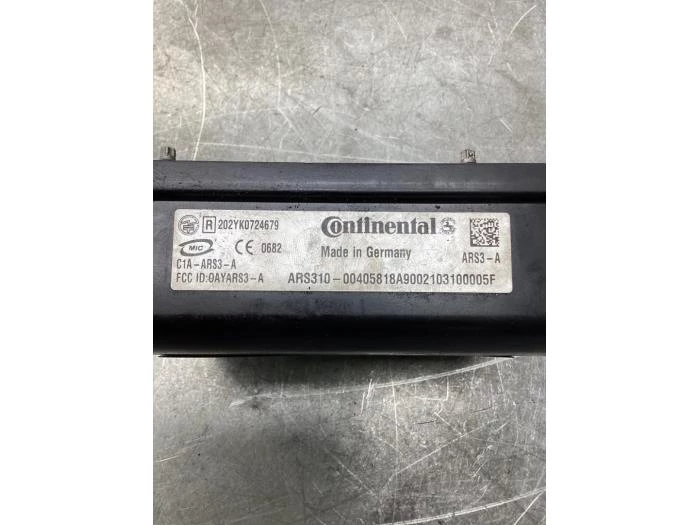 R 202YK0724679
Continental
MIC CE 0682
Made in Germany
ARS3-A
C1A-ARS3-A
FCC ID:OAYARS3-A
ARS310-00405818A9002103100005F